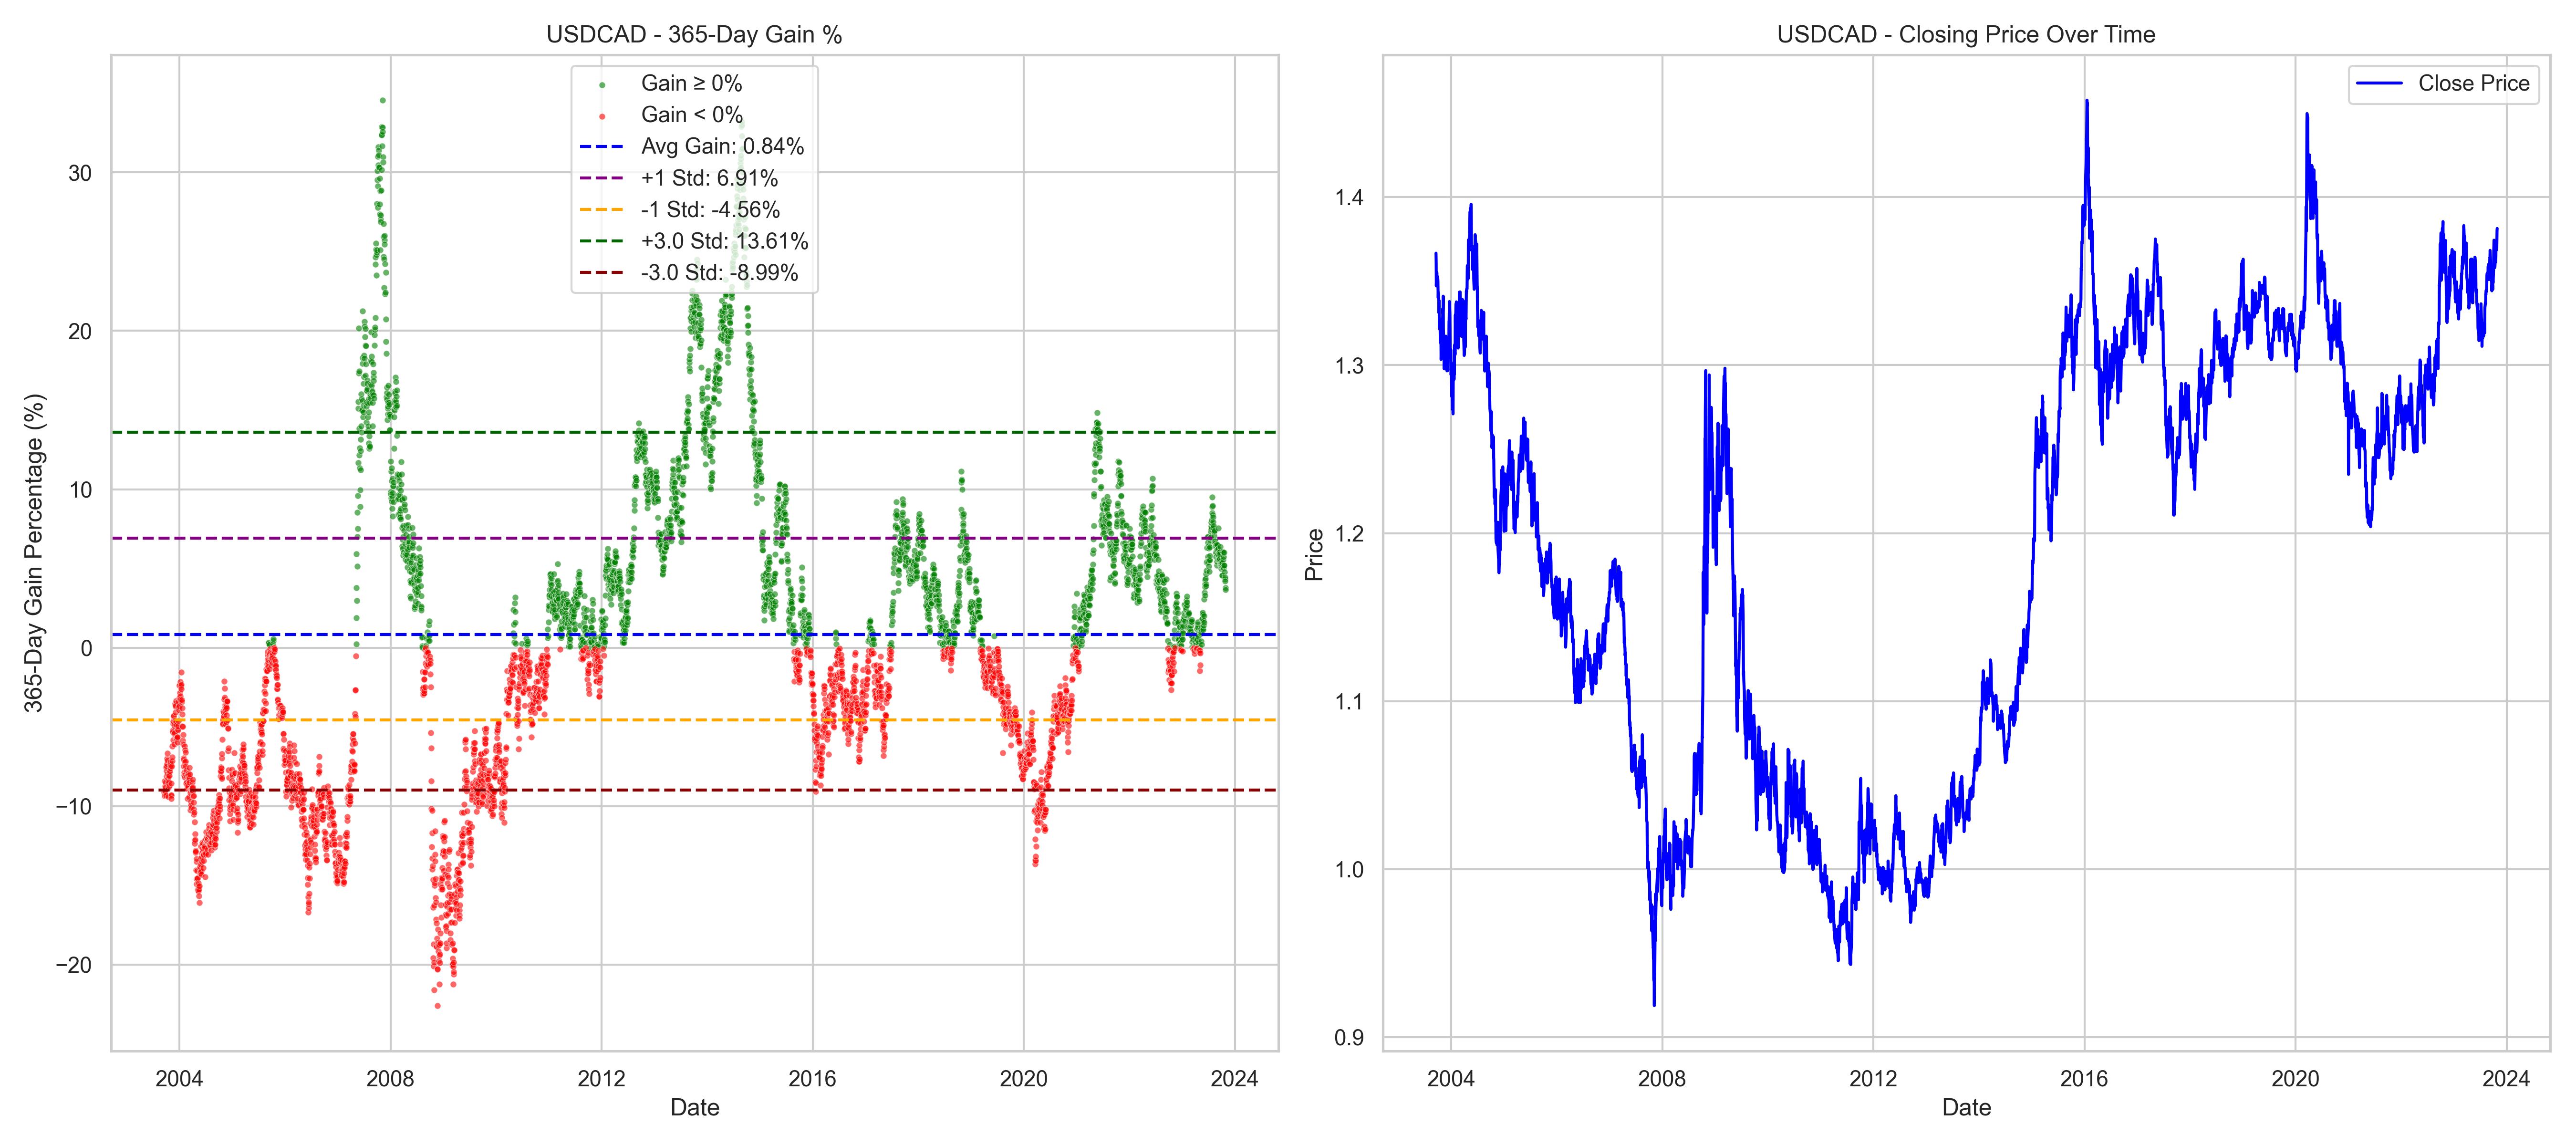 USDCAD - 365-Day Gain %
Gain ≥ 0%
Gain < 0%
Avg Gain: 0.84%
+1 Std: 6.91%
-1 Std: -4.56%
+3.0 Std: 13.61%
-3.0 Std: -8.99%
365-Day Gain Percentage (%)
30
20
10
0
−10
−20
2004
2008
2012
2016
2020
2024
Date
USDCAD - Closing Price Over Time
Close Price
Price
1.4
1.3
1.2
1.1
1.0
0.9
2004
2008
2012
2016
2020
2024
Date